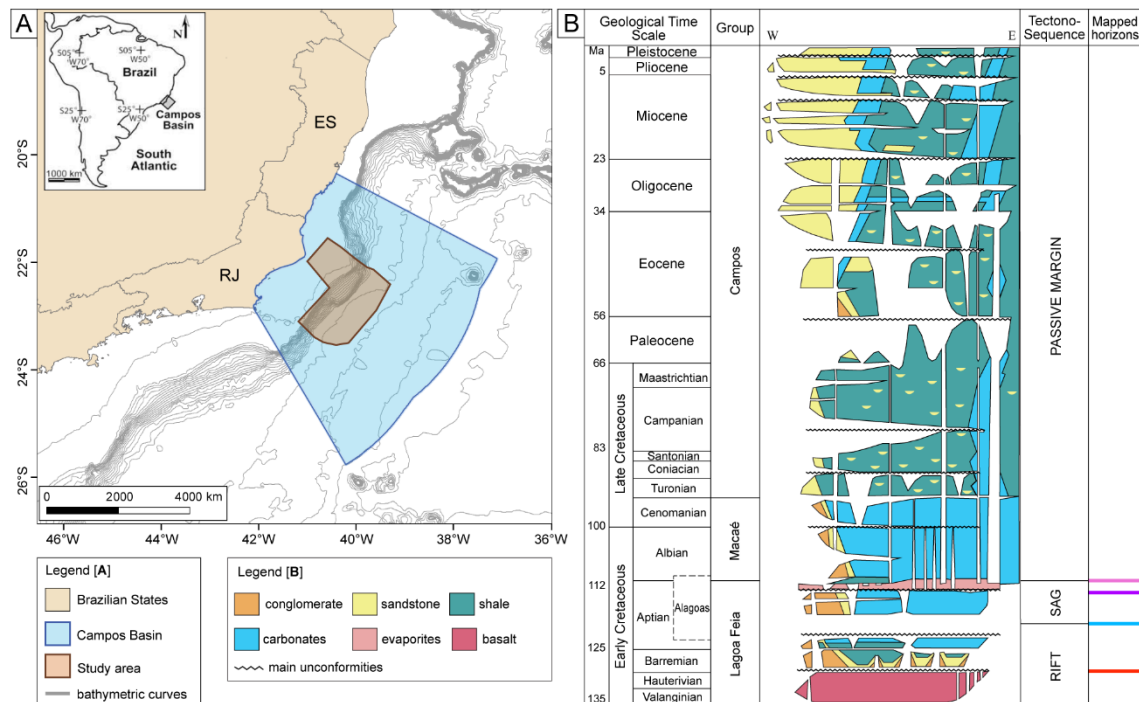 A
N
S05°
W70°
S05°
W50°
Brazil
S25°
W70°
S25°
W50°
Campos
Basin
South
Atlantic
1000 km
ES
RJ
20°S
22°S
24°S
26°S
0 2000 4000 km
46°W 44°W 42°W 40°W 38°W 36°W
Legend [A]
Brazilian States
Campos Basin
Study area
bathymetric curves
Legend [B]
conglomerate sandstone shale
carbonates evaporites basalt
main unconformities
B
Geological Time
Scale
Group
W E
Tectono-
Sequence
Mapped
horizons
Ma
Pleistocene
Pliocene
5
Miocene
23
Oligocene
34
Eocene
56
Paleocene
66
Late Cretaceous
Maastrichtian
Campanian
83
Santonian
Coniacian
Turonian
Cenomanian
100
Early Cretaceous
Albian
112
Aptian
Alagoas
125
Barremian
Hauterivian
Valanginian
135
Campos
Macaé
Lagoa Feia
PASSIVE MARGIN
SAG
RIFT